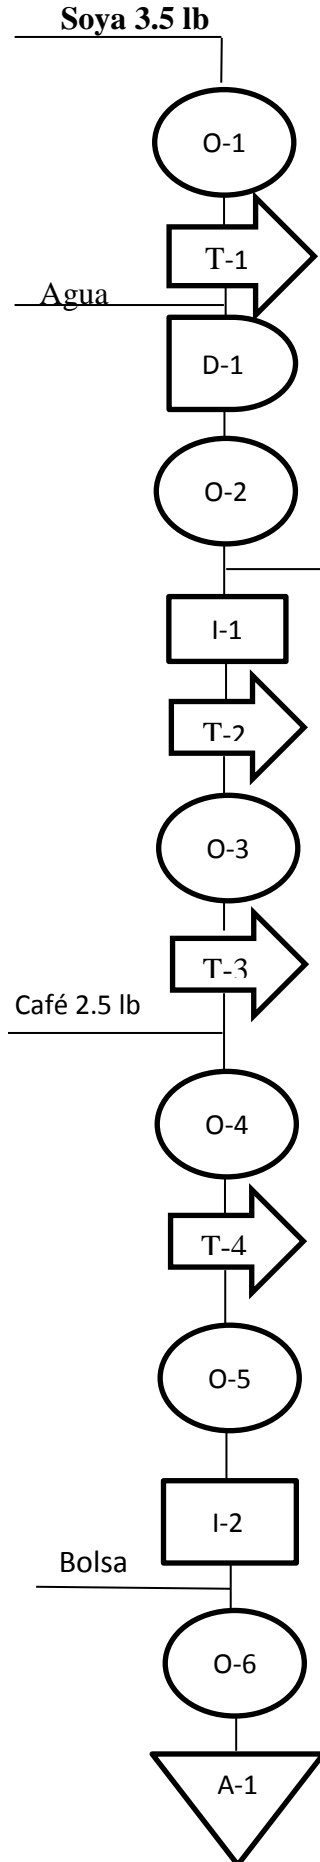 Soya 3.5 lb
O-1
T-1
Agua
D-1
O-2
I-1
T-2
O-3
T-3
Café 2.5 lb
O-4
T-4
O-5
I-2
Bolsa
O-6
A-1